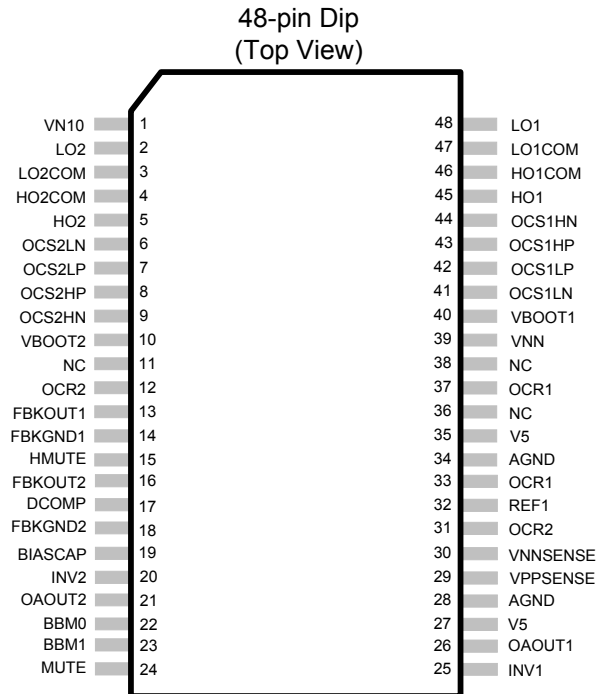 48-pin Dip
(Top View)
VN10 1 48 LO1
LO2 2 47 LO1COM
LO2COM 3 46 HO1COM
HO2COM 4 45 HO1
HO2 5 44 OCS1HN
OCS2LN 6 43 OCS1HP
OCS2LP 7 42 OCS1LP
OCS2HP 8 41 OCS1LN
OCS2HN 9 40 VBOOT1
VBOOT2 10 39 VNN
NC 11 38 NC
OCR2 12 37 OCR1
FBKOUT1 13 36 NC
FBKGND1 14 35 V5
HMUTE 15 34 AGND
FBKOUT2 16 33 OCR1
DCOMP 17 32 REF1
FBKGND2 18 31 OCR2
BIASCAP 19 30 VNNSENSE
INV2 20 29 VPPSENSE
OAOUT2 21 28 AGND
BBM0 22 27 V5
BBM1 23 26 OAOUT1
MUTE 24 25 INV1